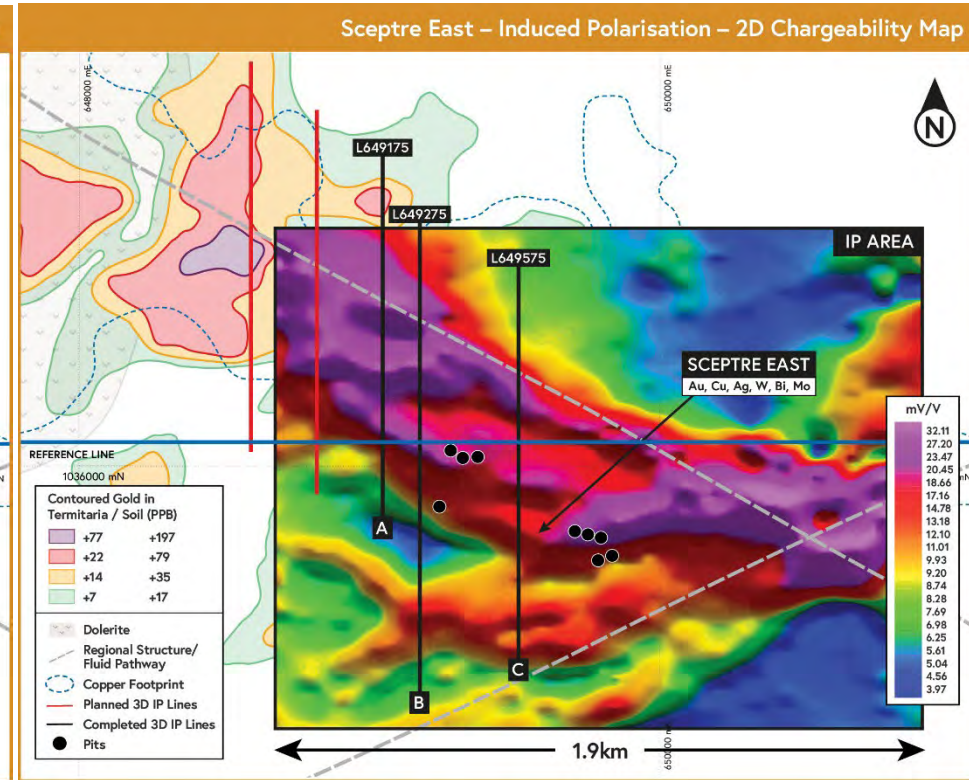 Sceptre East – Induced Polarisation – 2D Chargeability Map
648000 mE
650000 mE
N
L649175
L649275
L649575
IP AREA
SCEPTRE EAST
Au, Cu, Ag, W, Bi, Mo
REFERENCE LINE
1036000 mN
N
mN
A
B
C
Contoured Gold in
Termitaria / Soil (PPB)
+77 +197
+22 +79
+14 +35
+7 +17
Dolerite
Regional Structure/
Fluid Pathway
Copper Footprint
Planned 3D IP Lines
Completed 3D IP Lines
Pits
mV/V
32.11
27.20
23.47
20.45
18.66
17.16
14.78
13.18
12.10
11.01
9.93
9.20
8.74
8.28
7.69
6.98
6.25
5.61
5.04
4.56
3.97
1.9km